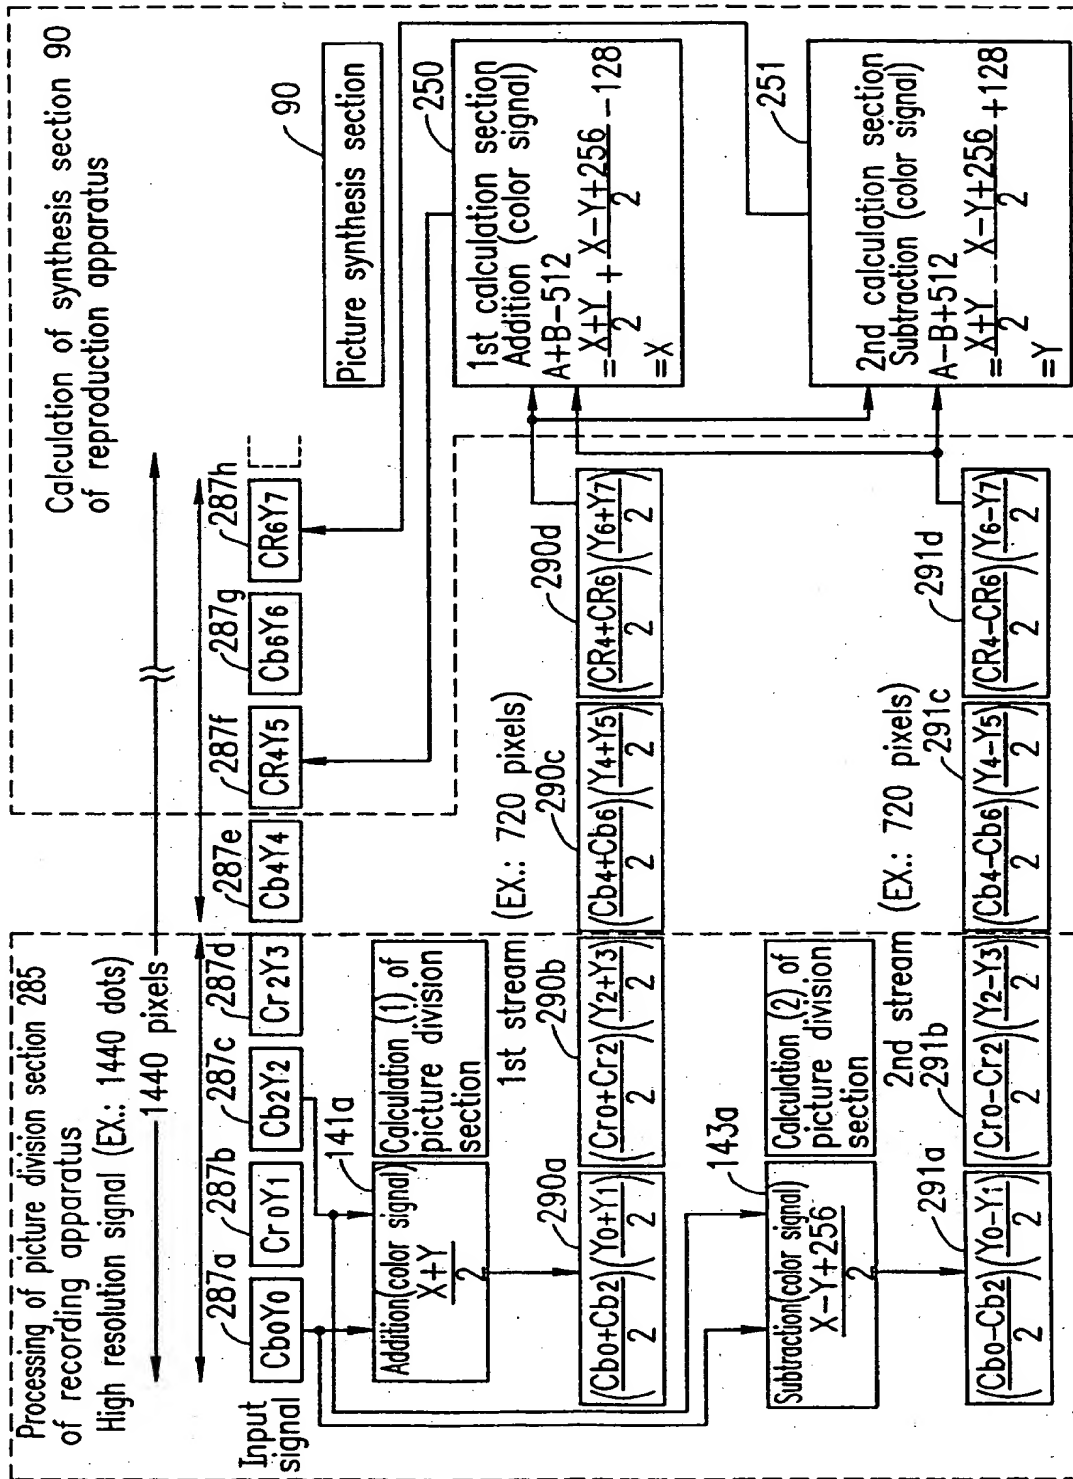 Processing of picture division section 285
of recording apparatus
High resolution signal (EX.: 1440 dots)
1440 pixels
Calculation of synthesis section 90
of reproduction apparatus
287a
287b
287c
287d
287e
287f
287g
287h
Input
signal
Cb0Y0
Cr0Y1
Cb2Y2
Cr2Y3
Cb4Y4
CR4Y5
Cb6Y6
CR6Y7
90
Picture synthesis section
141a
Addition(color signal)
X+Y
2
Calculation (1) of
picture division
section
250
1st calculation section
Addition (color signal)
A+B−512
=X+Y/2 + X−Y+256/2 −128
=X
1st stream
(EX.: 720 pixels)
290a
290b
290c
290d
(Cb0+Cb2/2)(Y0+Y1/2)
(Cr0+Cr2/2)(Y2+Y3/2)
(Cb4+Cb6/2)(Y4+Y5/2)
(CR4+CR6/2)(Y6+Y7/2)
143a
Subtraction(color signal)
X−Y+256
2
Calculation (2) of
picture division
section
251
2nd calculation section
Subtraction (color signal)
A−B+512
=X+Y/2 − X−Y+256/2 +128
=Y
2nd stream
(EX.: 720 pixels)
291a
291b
291c
291d
(Cb0−Cb2/2)(Y0−Y1/2)
(Cr0−Cr2/2)(Y2−Y3/2)
(Cb4−Cb6/2)(Y4−Y5/2)
(CR4−CR6/2)(Y6−Y7/2)